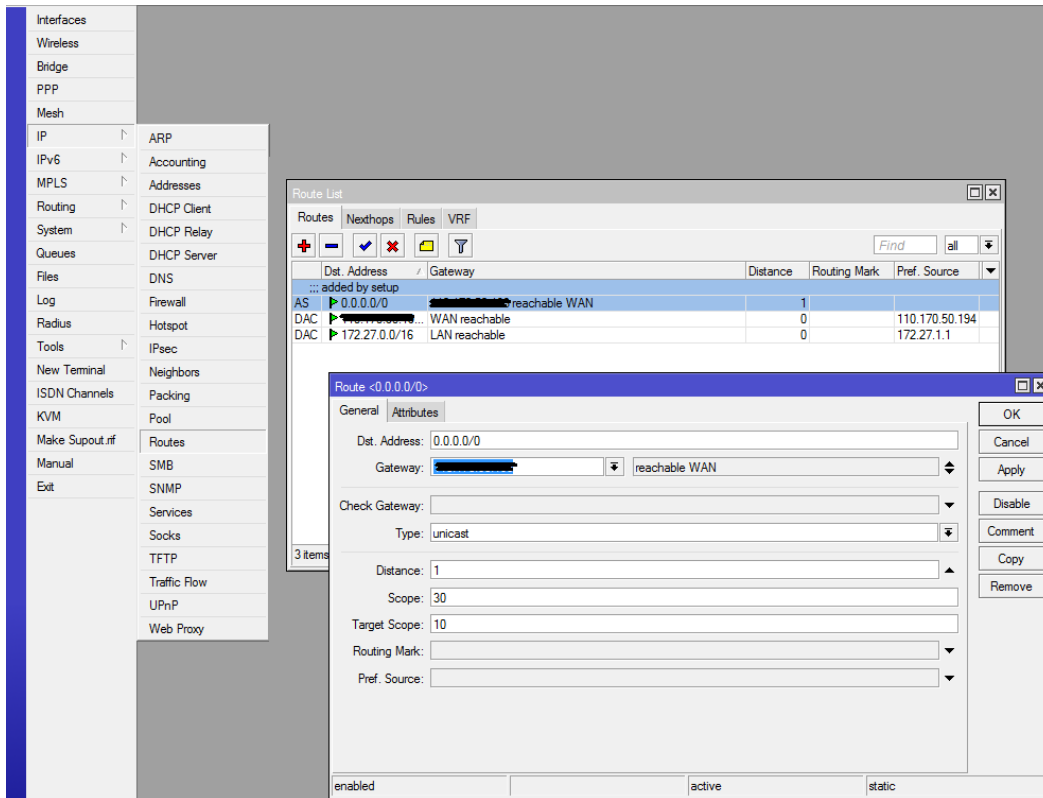 Interfaces
Wireless
Bridge
PPP
Mesh
IP
IPv6
MPLS
Routing
System
Queues
Files
Log
Radius
Tools
New Terminal
ISDN Channels
KVM
Make Supout.rif
Manual
Exit
ARP
Accounting
Addresses
DHCP Client
DHCP Relay
DHCP Server
DNS
Firewall
Hotspot
IPsec
Neighbors
Packing
Pool
Routes
SMB
SNMP
Services
Socks
TFTP
Traffic Flow
UPnP
Web Proxy
Route List
Routes Nexthops Rules VRF
Find all
Dst. Address / Gateway Distance Routing Mark Pref. Source
;;; added by setup
AS 0.0.0.0/0 reachable WAN 1
DAC ... WAN reachable 0 110.170.50.194
DAC 172.27.0.0/16 LAN reachable 0 172.27.1.1
3 items
Route <0.0.0.0/0>
General Attributes
Dst. Address: 0.0.0.0/0
Gateway: reachable WAN
Check Gateway:
Type: unicast
Distance: 1
Scope: 30
Target Scope: 10
Routing Mark:
Pref. Source:
OK
Cancel
Apply
Disable
Comment
Copy
Remove
enabled active static